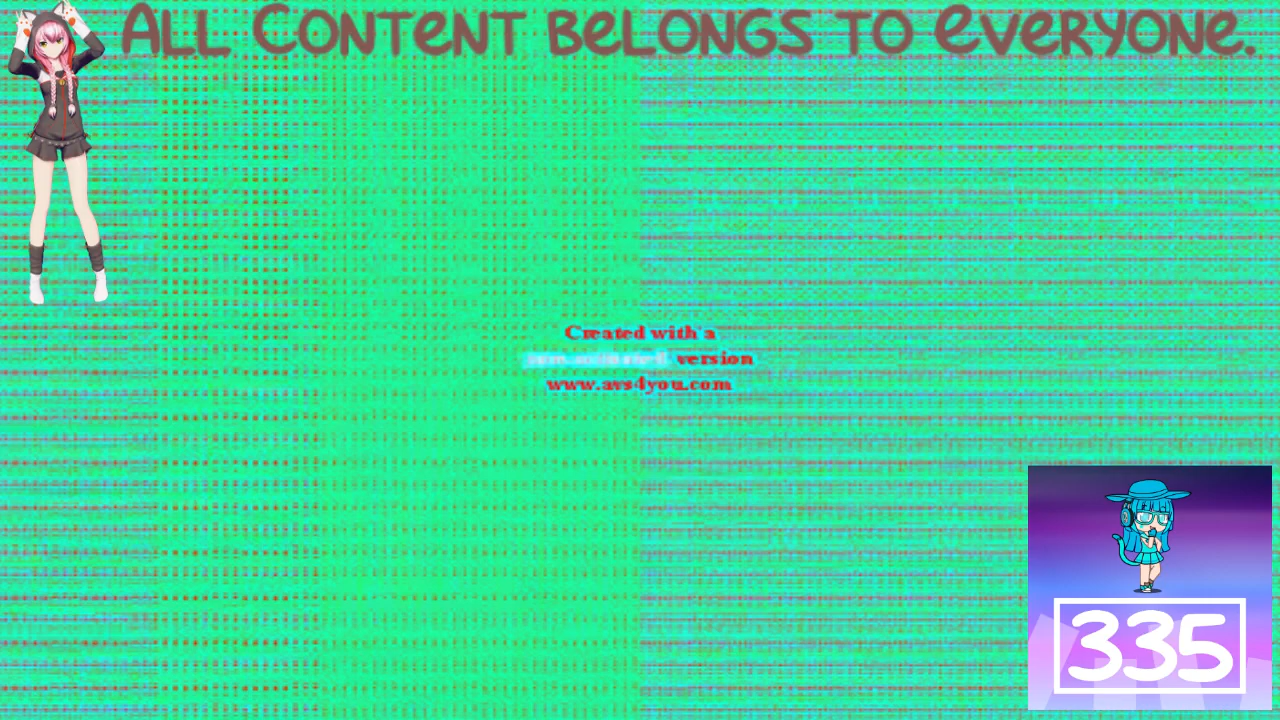 ALL CONTENT BELONGS TO EVERYONE.
Created with a
version
www.avs4you.com
335